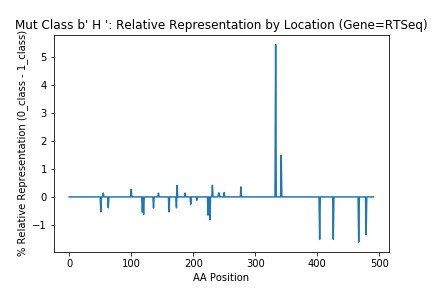 Mut Class b' H ': Relative Representation by Location (Gene=RTSeq)
% Relative Representation (0_class - 1_class)
5
4
3
2
1
0
−1
0 100 200 300 400 500
AA Position